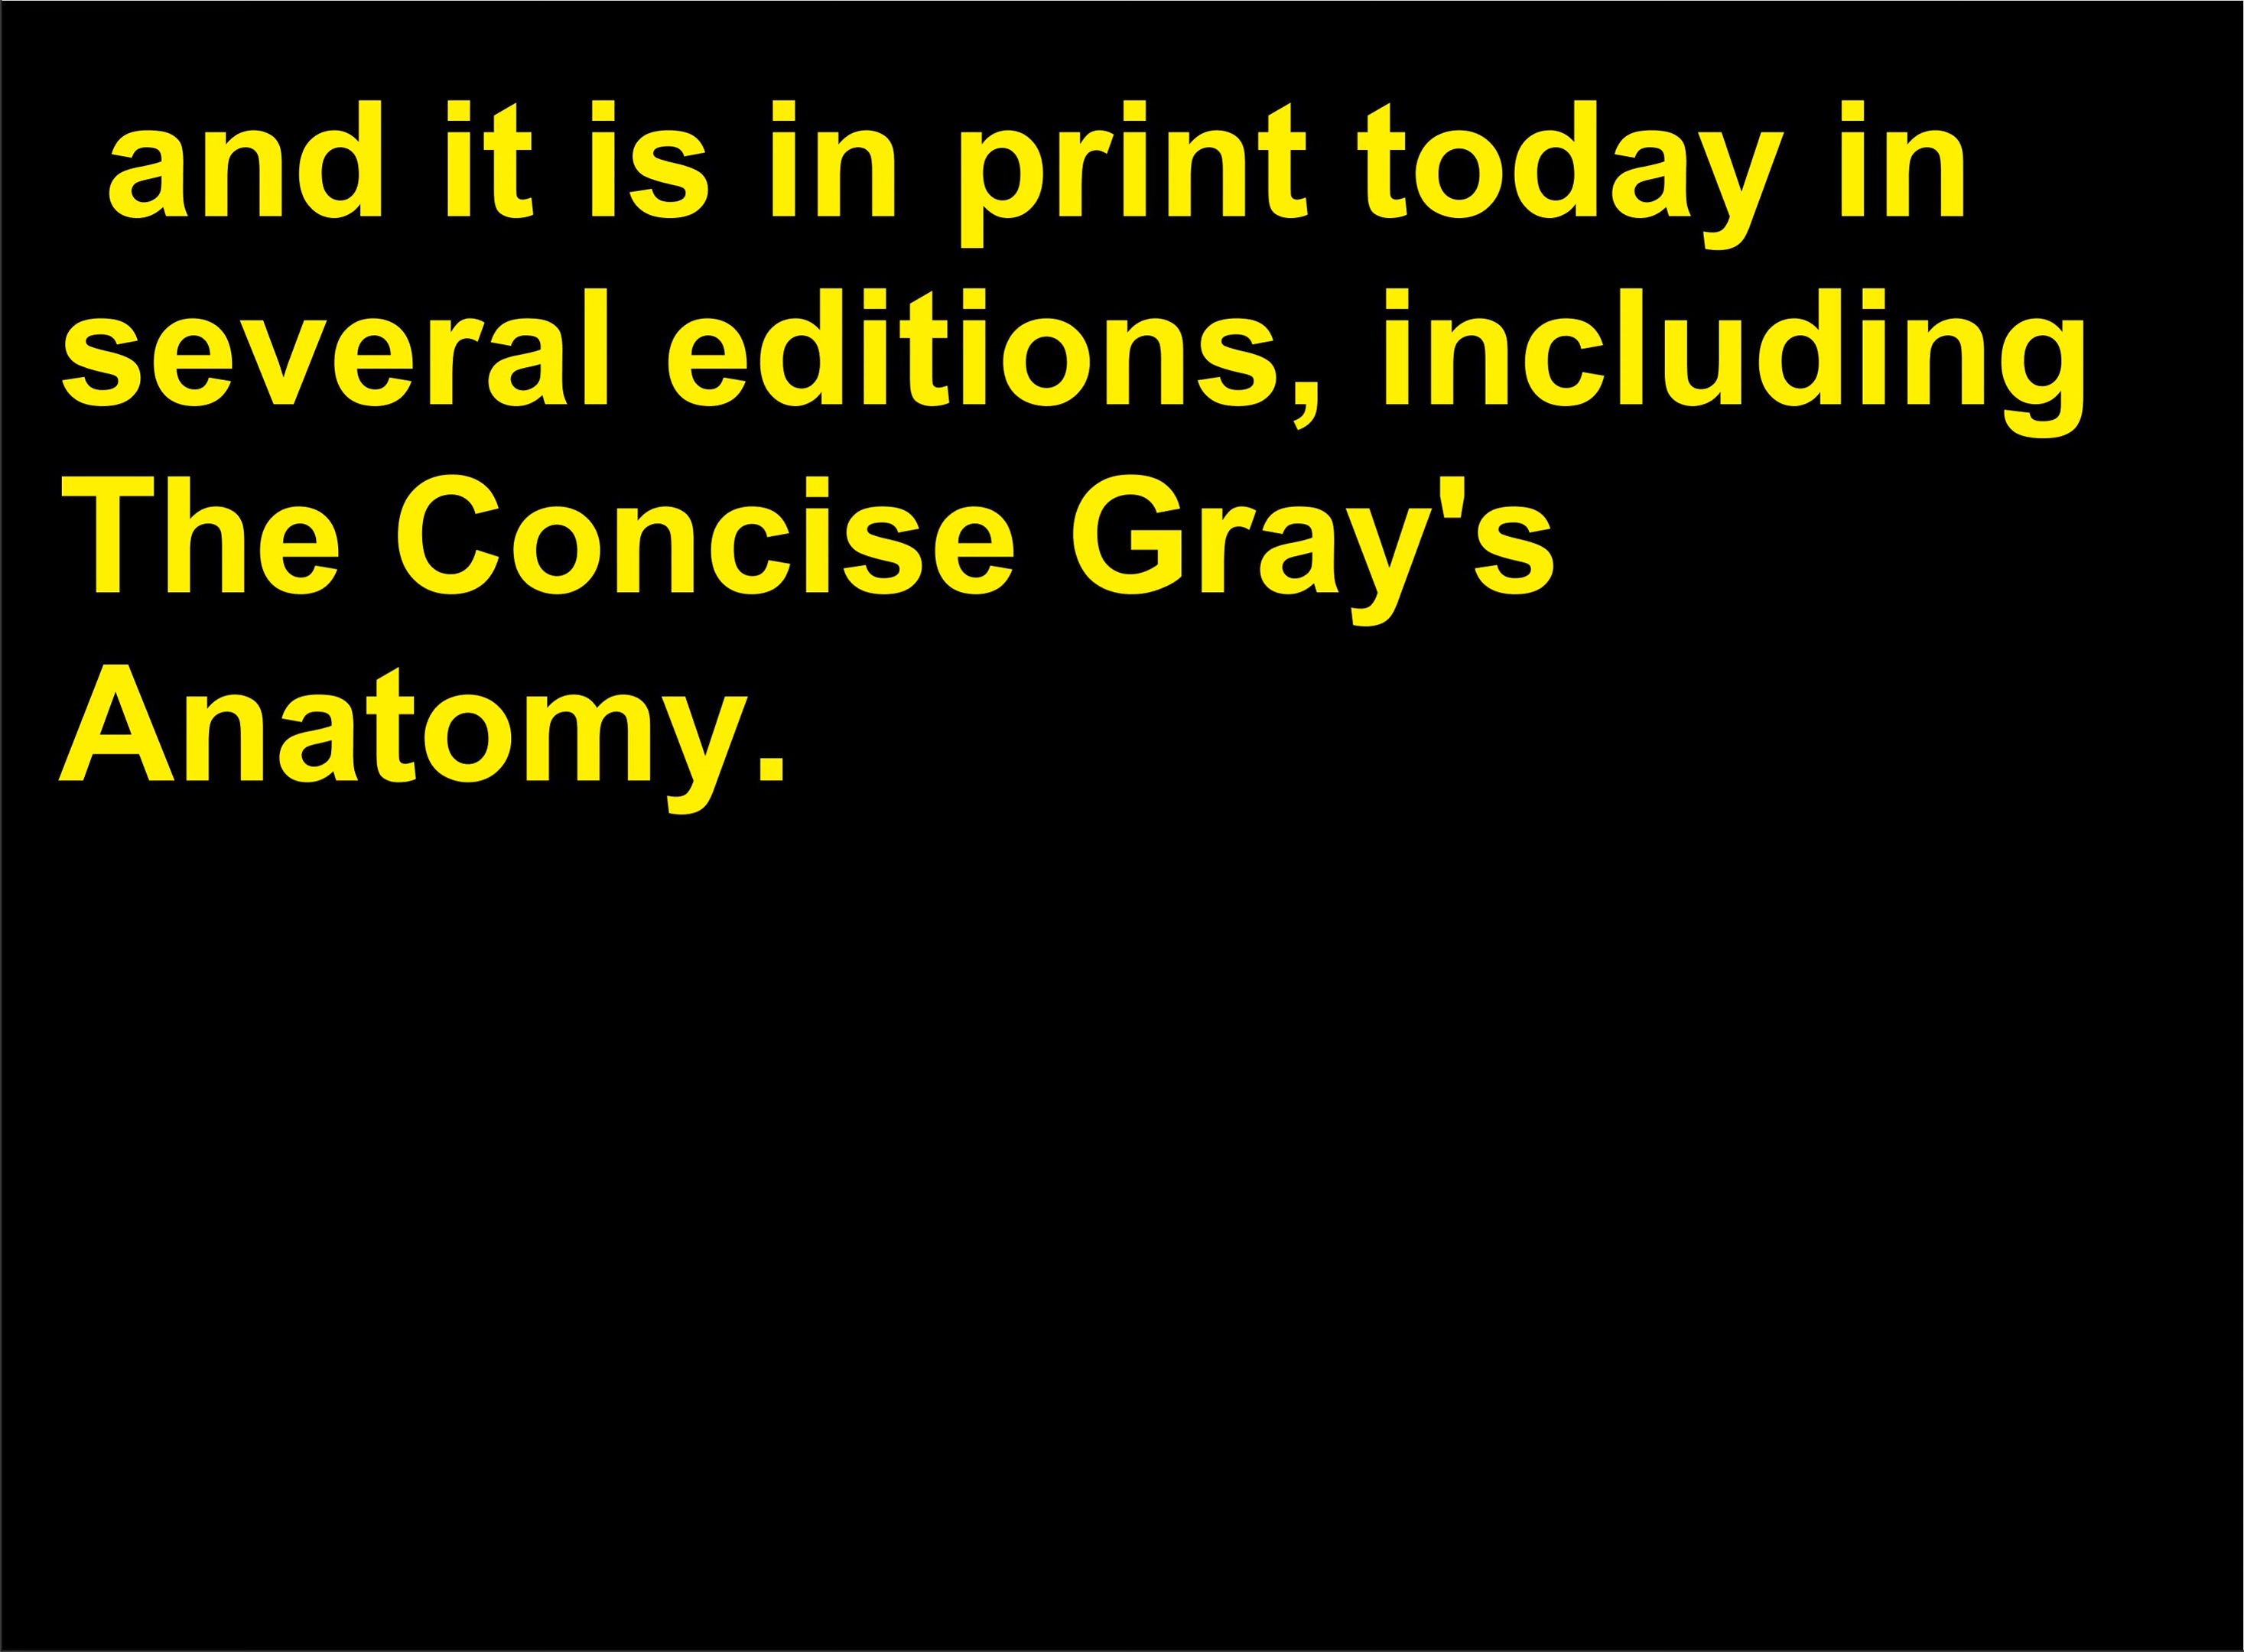 and it is in print today in
several editions, including
The Concise Gray's
Anatomy.